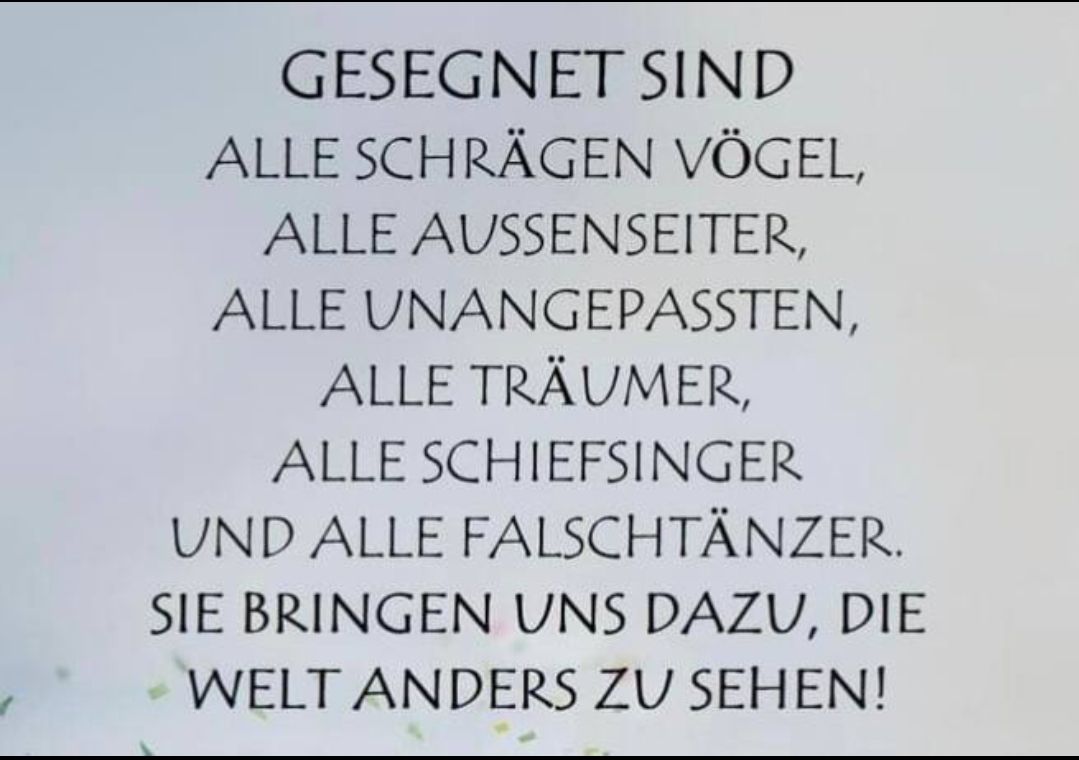 GESEGNET SIND
ALLE SCHRÄGEN VÖGEL,
ALLE AUSSENSEITER,
ALLE UNANGEPASSTEN,
ALLE TRÄUMER,
ALLE SCHIEFSINGER
UND ALLE FALSCHTÄNZER.
SIE BRINGEN UNS DAZU, DIE
WELT ANDERS ZU SEHEN!